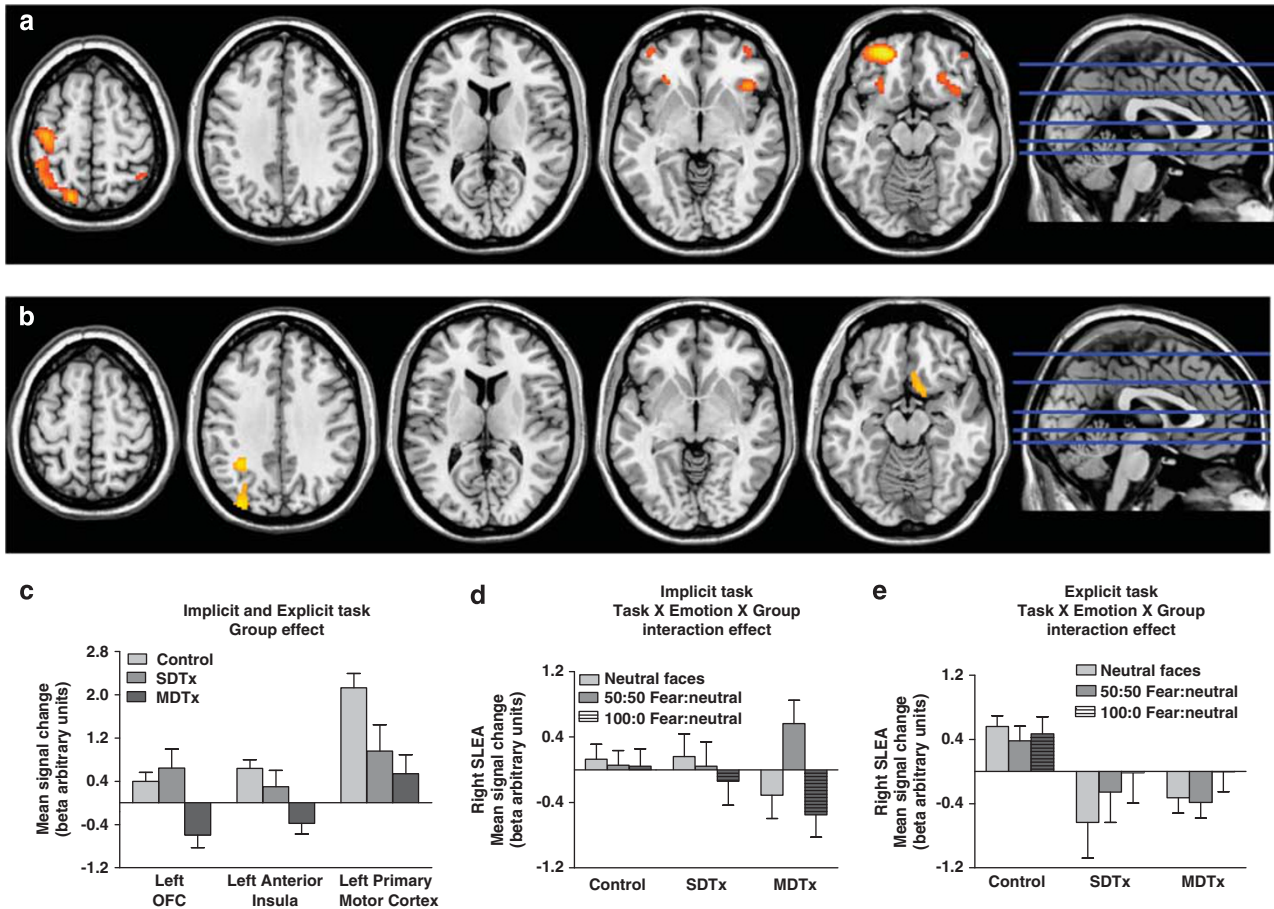 a
b
c
Implicit and Explicit task
Group effect
Mean signal change
(beta arbitrary units)
2.8
2.0
1.2
0.4
-0.4
-1.2
Control
SDTx
MDTx
Left
OFC
Left Anterior
Insula
Left Primary
Motor Cortex
d
Implicit task
Task X Emotion X Group
interaction effect
Right SLEA
Mean signal change
(beta arbitrary units)
1.2
0.4
-0.4
-1.2
Neutral faces
50:50 Fear:neutral
100:0 Fear:neutral
Control
SDTx
MDTx
e
Explicit task
Task X Emotion X Group
interaction effect
Right SLEA
Mean signal change
(beta arbitrary units)
1.2
0.4
-0.4
-1.2
Neutral faces
50:50 Fear:neutral
100:0 Fear:neutral
Control
SDTx
MDTx